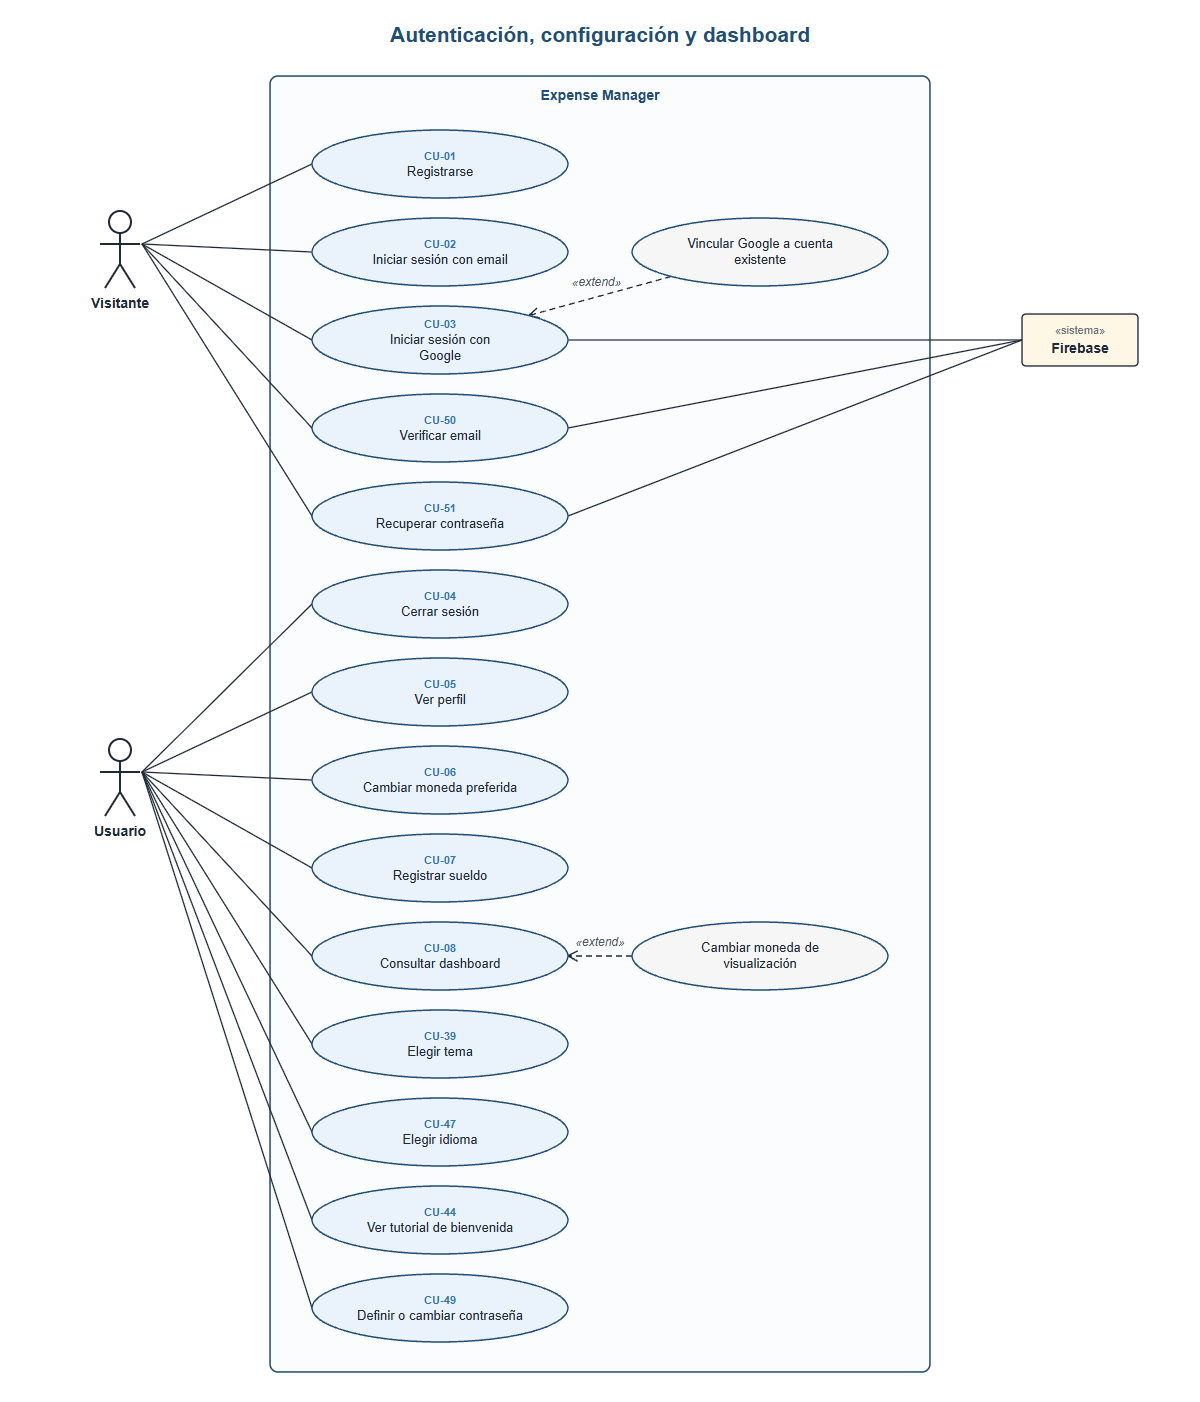 Autenticación, configuración y dashboard
Expense Manager
CU-01
Registrarse
CU-02
Iniciar sesión con email
Vincular Google a cuenta
existente
«extend»
Visitante
CU-03
Iniciar sesión con
Google
«sistema»
Firebase
CU-50
Verificar email
CU-51
Recuperar contraseña
CU-04
Cerrar sesión
CU-05
Ver perfil
CU-06
Cambiar moneda preferida
Usuario
CU-07
Registrar sueldo
CU-08
Consultar dashboard
«extend»
Cambiar moneda de
visualización
CU-39
Elegir tema
CU-47
Elegir idioma
CU-44
Ver tutorial de bienvenida
CU-49
Definir o cambiar contraseña